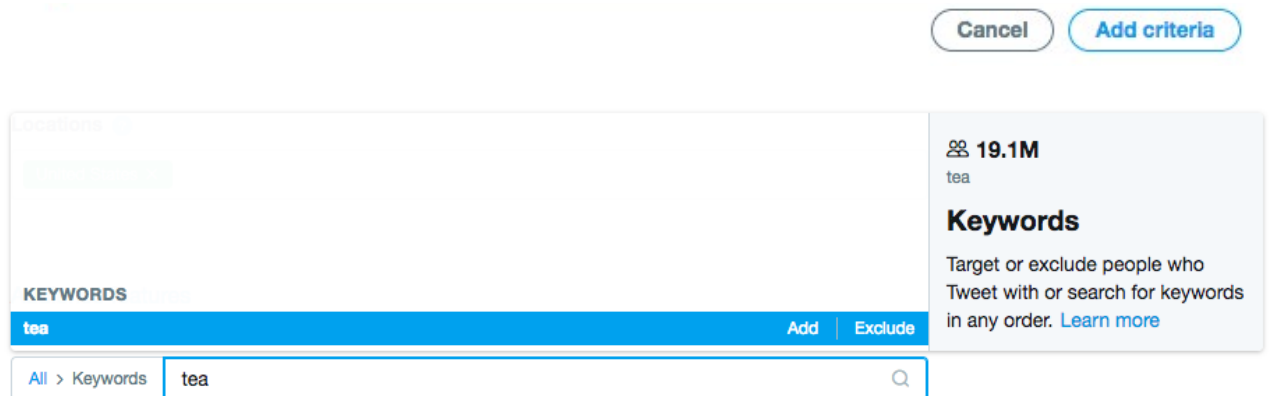 Cancel
Add criteria
Locations
19.1M
tea
Keywords
Target or exclude people who
Tweet with or search for keywords
in any order. Learn more
KEYWORDS
tea Add Exclude
All > Keywords tea